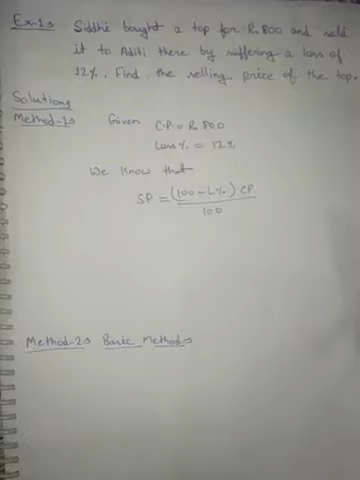 Ex-1:
Siddhi bought a top for Rs. 800 and sold
it to Aditi there by suffering a loss of
12%. Find the selling price of the top.
Solution:
Method-1:
Given C.P. = Rs 800
Loss % = 12%
We know that
SP = (100 - L%) CP
100
Method-2: Basic Method: